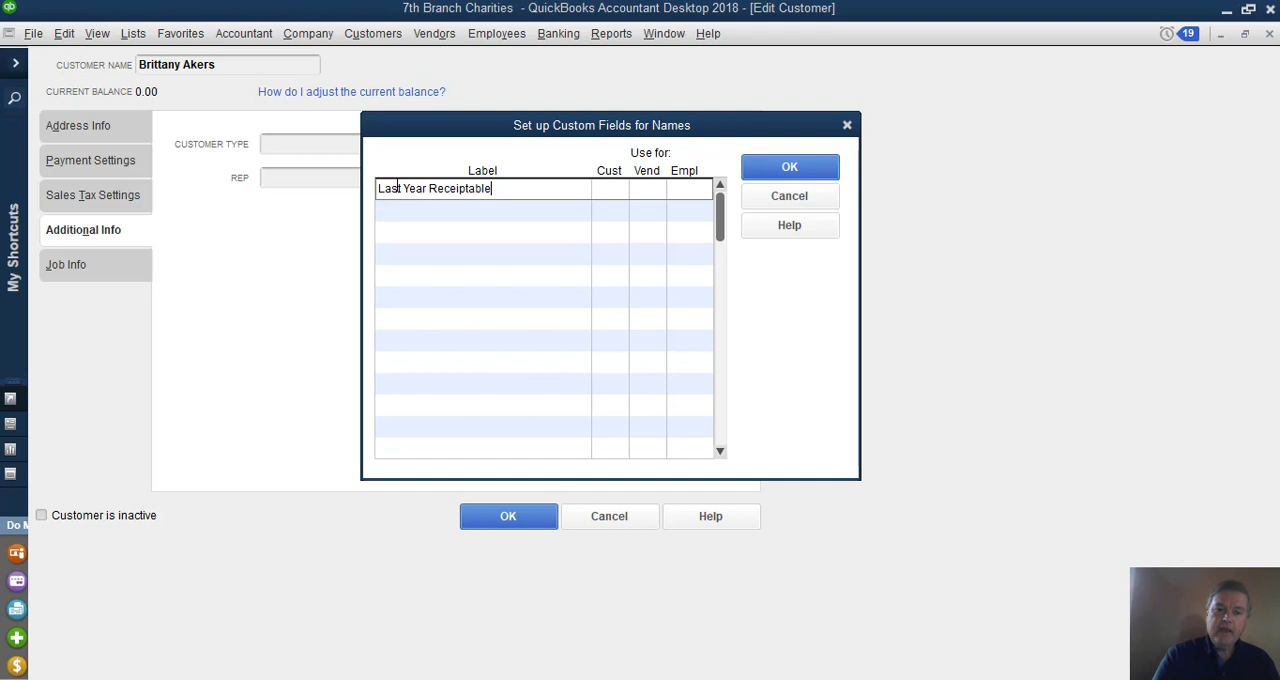 7th Branch Charities - QuickBooks Accountant Desktop 2018 - [Edit Customer]
File Edit View Lists Favorites Accountant Company Customers Vendors Employees Banking Reports Window Help 19
CUSTOMER NAME Brittany Akers
CURRENT BALANCE 0.00 How do I adjust the current balance?
Address Info
Payment Settings
Sales Tax Settings
Additional Info
Job Info
CUSTOMER TYPE
REP
Set up Custom Fields for Names
Use for:
Label Cust Vend Empl
Last Year Receiptable
OK
Cancel
Help
Customer is inactive
OK Cancel Help
My Shortcuts
Do M
qb